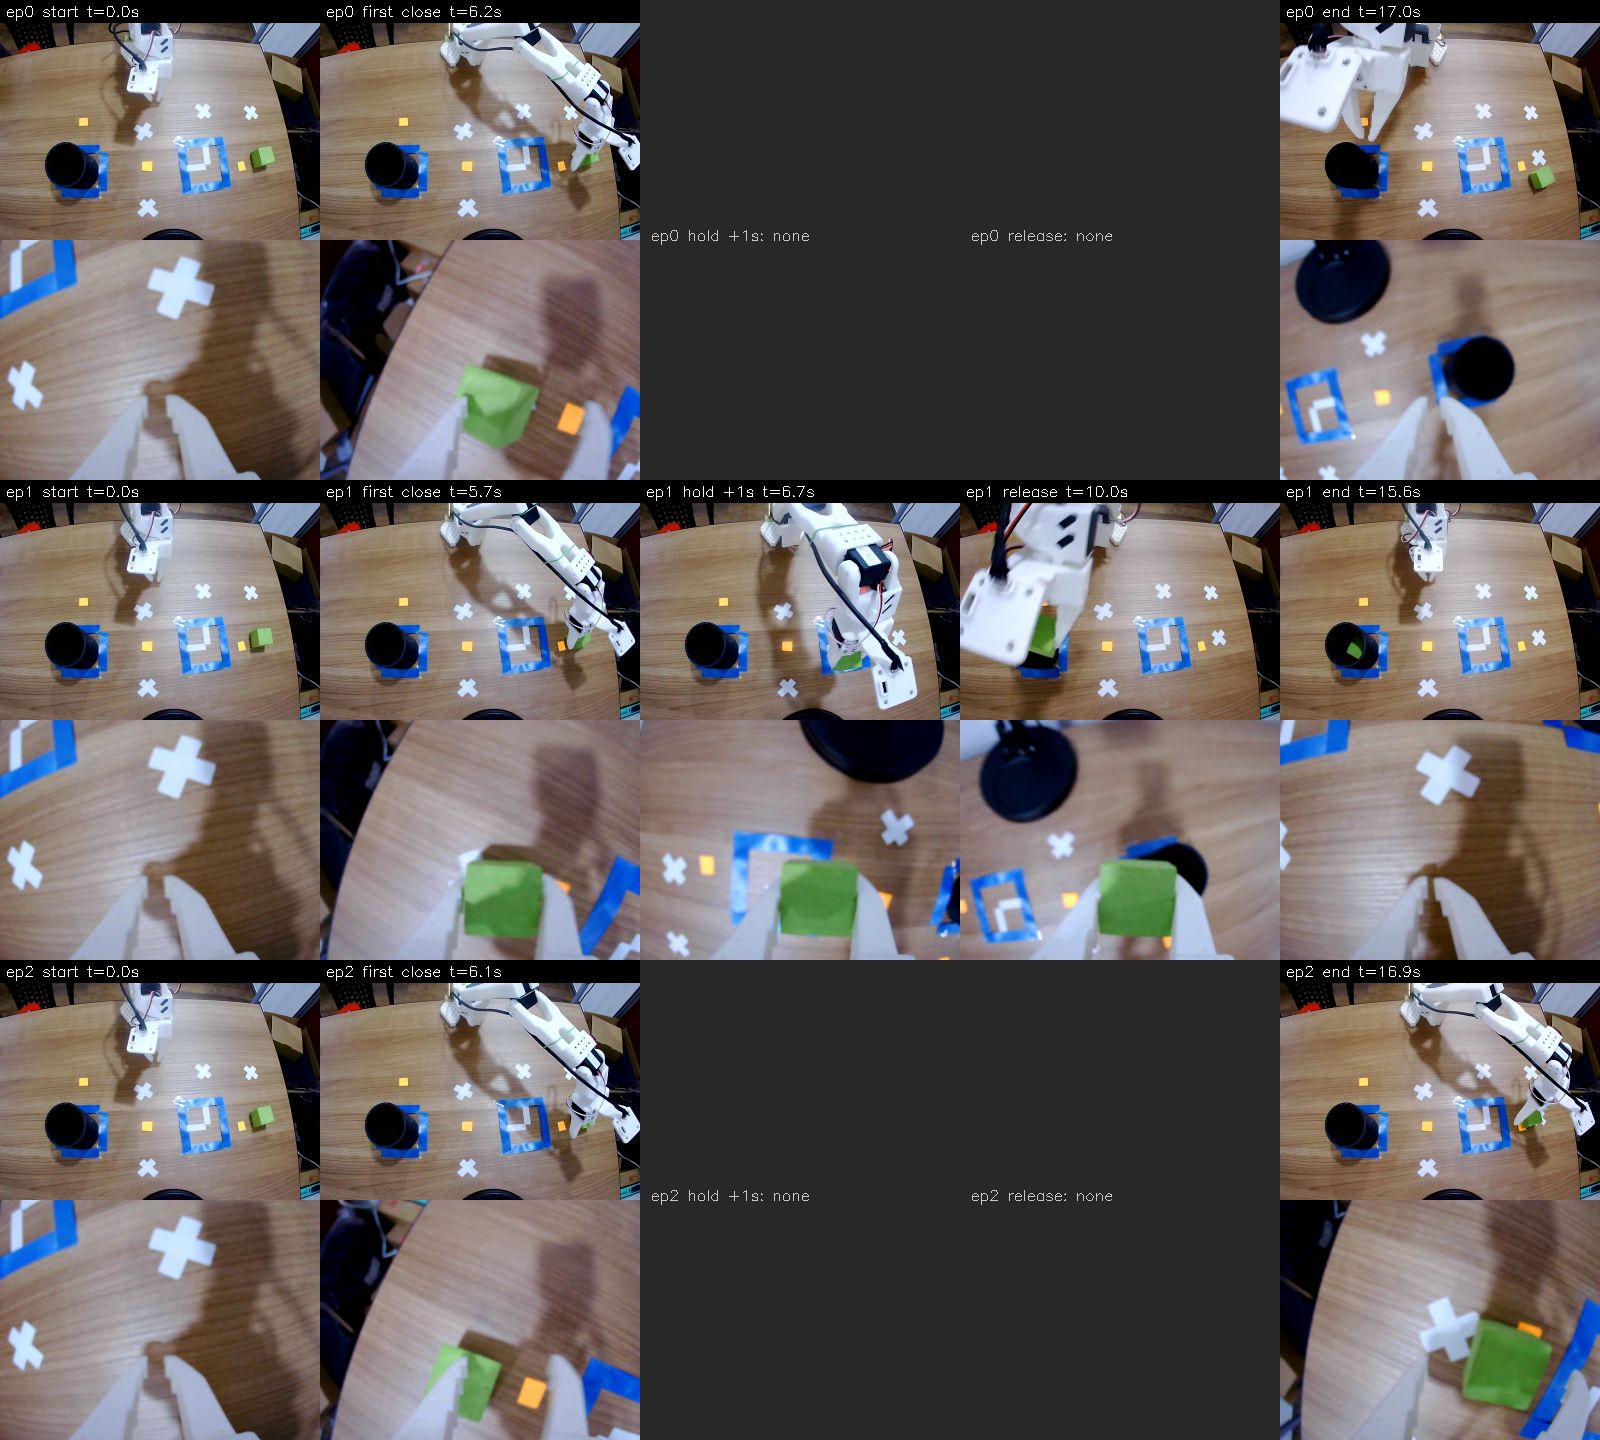 ep0 start t=0.0s
ep0 first close t=6.2s
ep0 hold +1s: none
ep0 release: none
ep0 end t=17.0s
ep1 start t=0.0s
ep1 first close t=5.7s
ep1 hold +1s t=6.7s
ep1 release t=10.0s
ep1 end t=15.6s
ep2 start t=0.0s
ep2 first close t=6.1s
ep2 hold +1s: none
ep2 release: none
ep2 end t=16.9s